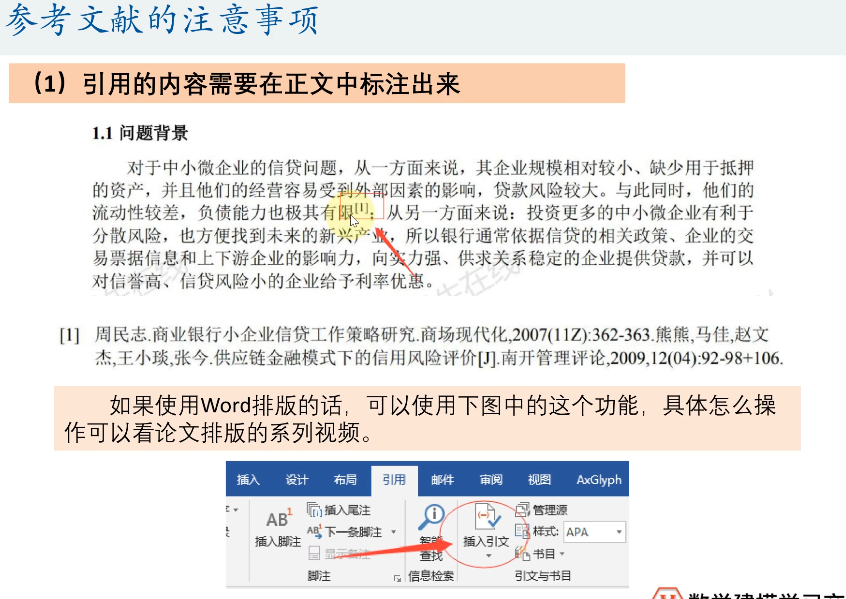 参考文献的注意事项
（1）引用的内容需要在正文中标注出来
1.1 问题背景
对于中小微企业的信贷问题，从一方面来说，其企业规模相对较小、缺少用于抵押
的资产，并且他们的经营容易受到外部因素的影响，贷款风险较大。与此同时，他们的
流动性较差，负债能力也极其有限[1]；从另一方面来说：投资更多的中小微企业有利于
分散风险，也方便找到未来的新兴产业，所以银行通常依据信贷的相关政策、企业的交
易票据信息和上下游企业的影响力，向实力强、供求关系稳定的企业提供贷款，并可以
对信誉高、信贷风险小的企业给予利率优惠。
[1] 周民志.商业银行小企业信贷工作策略研究.商场现代化,2007(11Z):362-363.熊熊,马佳,赵文
杰,王小琰,张今.供应链金融模式下的信用风险评价[J].南开管理评论,2009,12(04):92-98+106.
如果使用Word排版的话，可以使用下图中的这个功能，具体怎么操
作可以看论文排版的系列视频。
插入 设计 布局 引用 邮件 审阅 视图 AxGlyph
AB1 插入尾注 管理源
AB1 下一条脚注 样式: APA
插入脚注 显示备注 智能 插入引文 书目
查找
脚注 信息检索 引文与书目